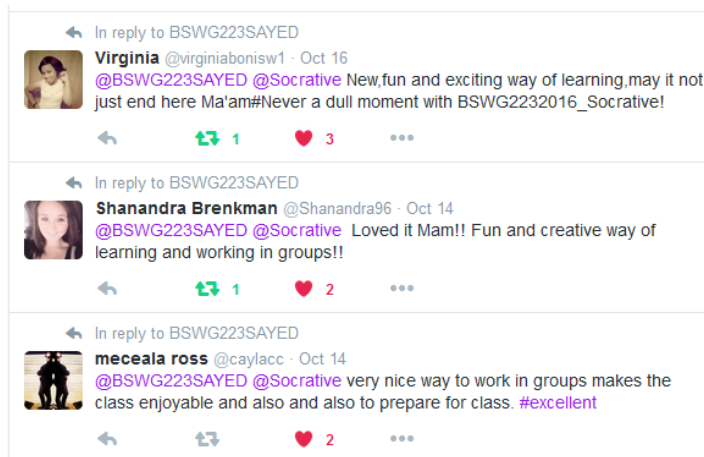 In reply to BSWG223SAYED
Virginia @virginiabonisw1 · Oct 16
@BSWG223SAYED @Socrative New,fun and exciting way of learning,may it not
just end here Ma'am#Never a dull moment with BSWG2232016_Socrative!
1 3
In reply to BSWG223SAYED
Shanandra Brenkman @Shanandra96 · Oct 14
@BSWG223SAYED @Socrative Loved it Mam!! Fun and creative way of
learning and working in groups!!
1 2
In reply to BSWG223SAYED
meceala ross @caylacc · Oct 14
@BSWG223SAYED @Socrative very nice way to work in groups makes the
class enjoyable and also and also to prepare for class. #excellent
2